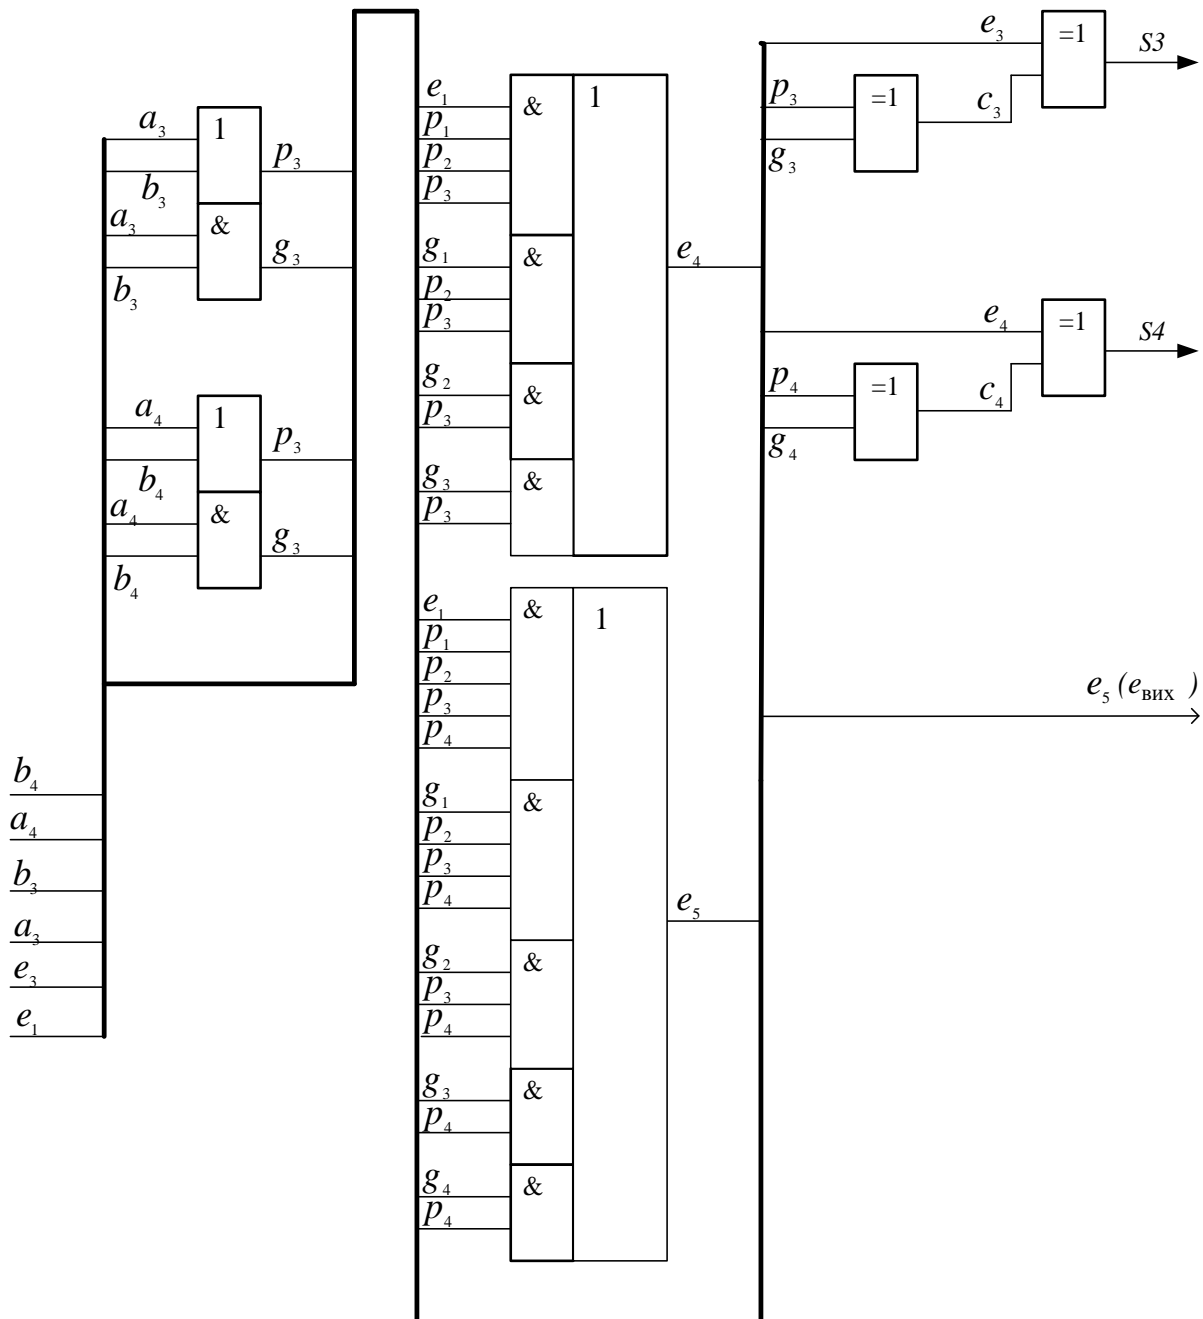 a₃
1
p₃
b₃
a₃
&
g₃
b₃
a₄
1
p₃
b₄
a₄
&
g₃
b₄
b₄
a₄
b₃
a₃
e₃
e₁
e₁
&
1
p₁
p₂
p₃
g₁
&
p₂
p₃
g₂
&
p₃
g₃
&
p₃
e₄
e₁
&
1
p₁
p₂
p₃
p₄
g₁
&
p₂
p₃
p₄
g₂
&
p₃
p₄
g₃
&
p₄
g₄
&
p₄
e₅
e₃
=1
S3
p₃
=1
c₃
g₃
e₄
=1
S4
p₄
=1
c₄
g₄
e₅ (eвих )